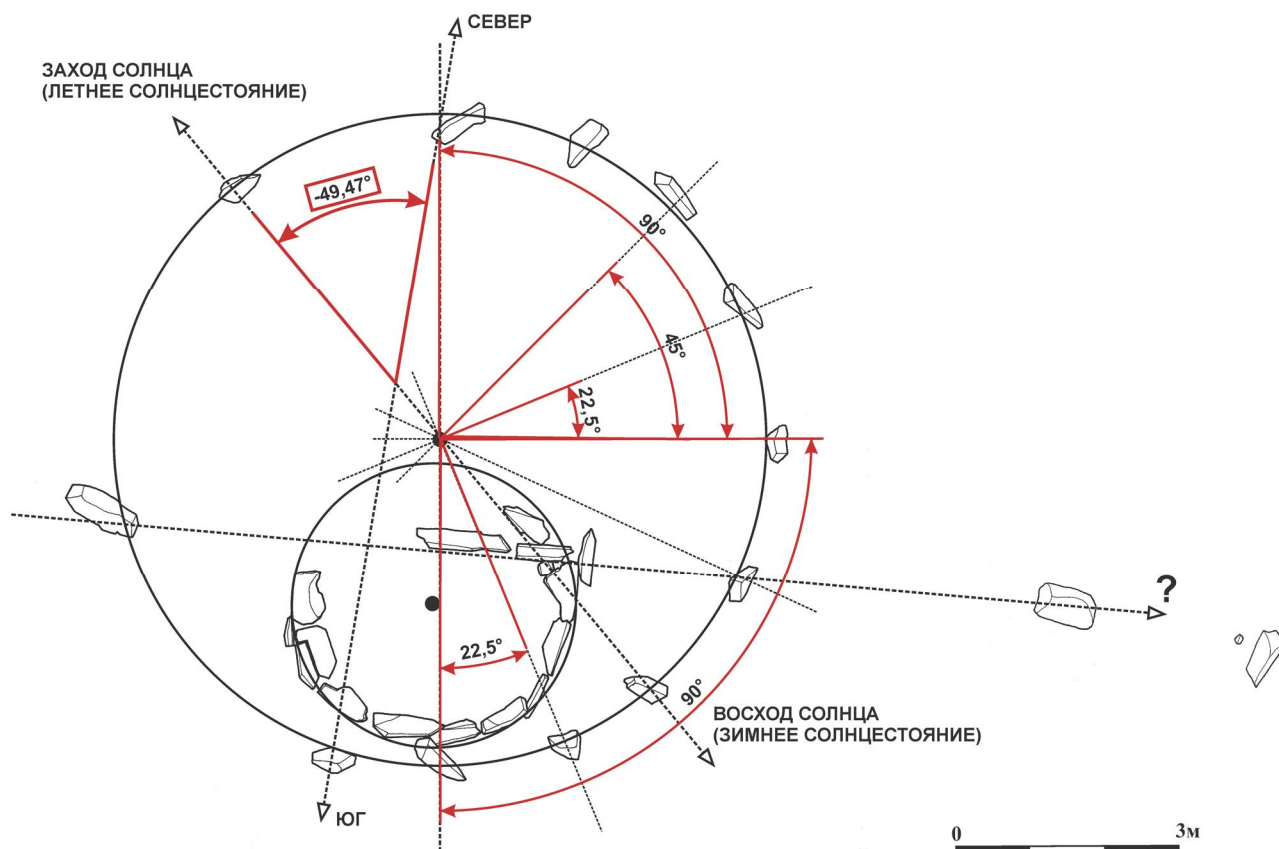 СЕВЕР
ЗАХОД СОЛНЦА
(ЛЕТНЕЕ СОЛНЦЕСТОЯНИЕ)
-49,47°
90°
45°
22,5°
?
22,5°
90°
ВОСХОД СОЛНЦА
(ЗИМНЕЕ СОЛНЦЕСТОЯНИЕ)
ЮГ
0 3м